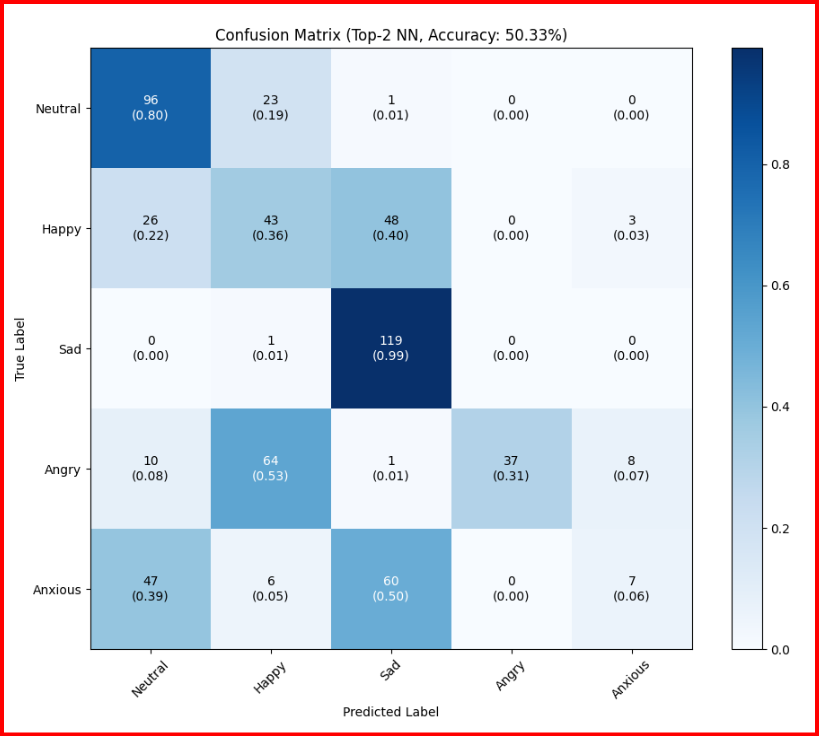 Confusion Matrix (Top-2 NN, Accuracy: 50.33%)
True Label
Neutral
96 23 1 0 0
(0.80) (0.19) (0.01) (0.00) (0.00)
Happy
26 43 48 0 3
(0.22) (0.36) (0.40) (0.00) (0.03)
Sad
0 1 119 0 0
(0.00) (0.01) (0.99) (0.00) (0.00)
Angry
10 64 1 37 8
(0.08) (0.53) (0.01) (0.31) (0.07)
Anxious
47 6 60 0 7
(0.39) (0.05) (0.50) (0.00) (0.06)
Neutral Happy Sad Angry Anxious
Predicted Label
0.8
0.6
0.4
0.2
0.0